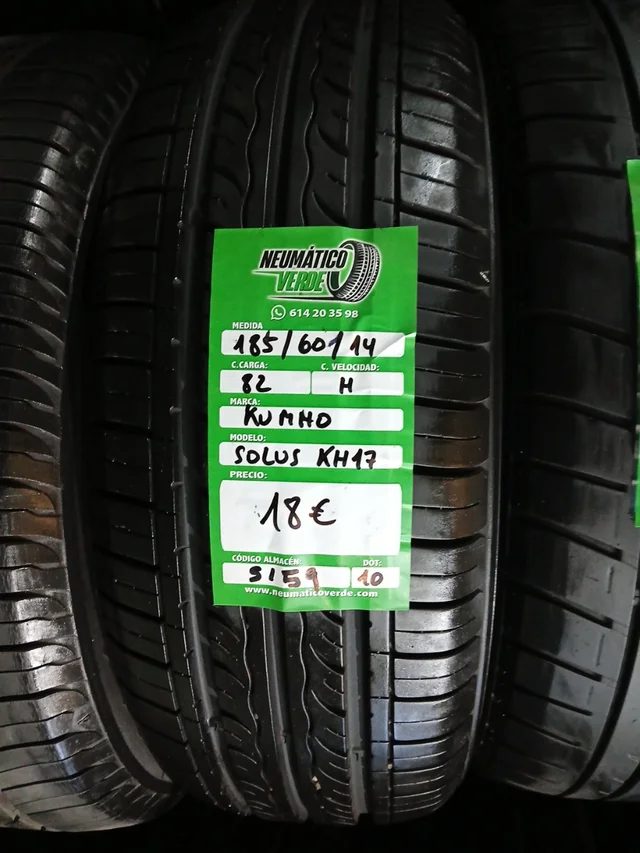 NEUMÁTICO
VERDE
614 20 35 98
MEDIDA
185/60/14
C.CARGA: C. VELOCIDAD:
82 H
MARCA:
KUMHO
MODELO:
SOLUS KH17
PRECIO:
18€
CÓDIGO ALMACÉN: DOT:
S159 10
www.neumaticoverde.com